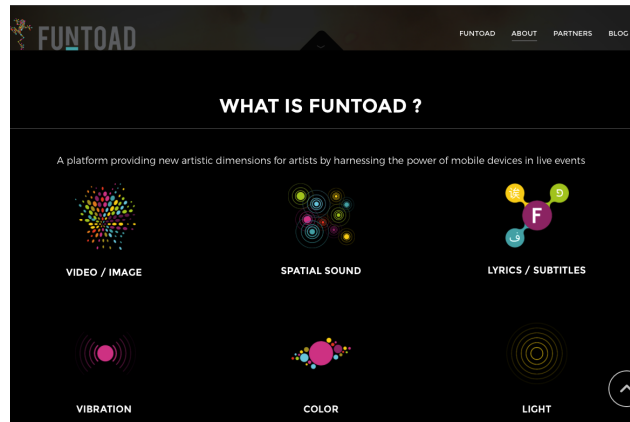 FUNTOAD
FUNTOAD ABOUT PARTNERS BLOG
WHAT IS FUNTOAD ?
A platform providing new artistic dimensions for artists by harnessing the power of mobile devices in live events
F
VIDEO / IMAGE SPATIAL SOUND LYRICS / SUBTITLES
VIBRATION COLOR LIGHT